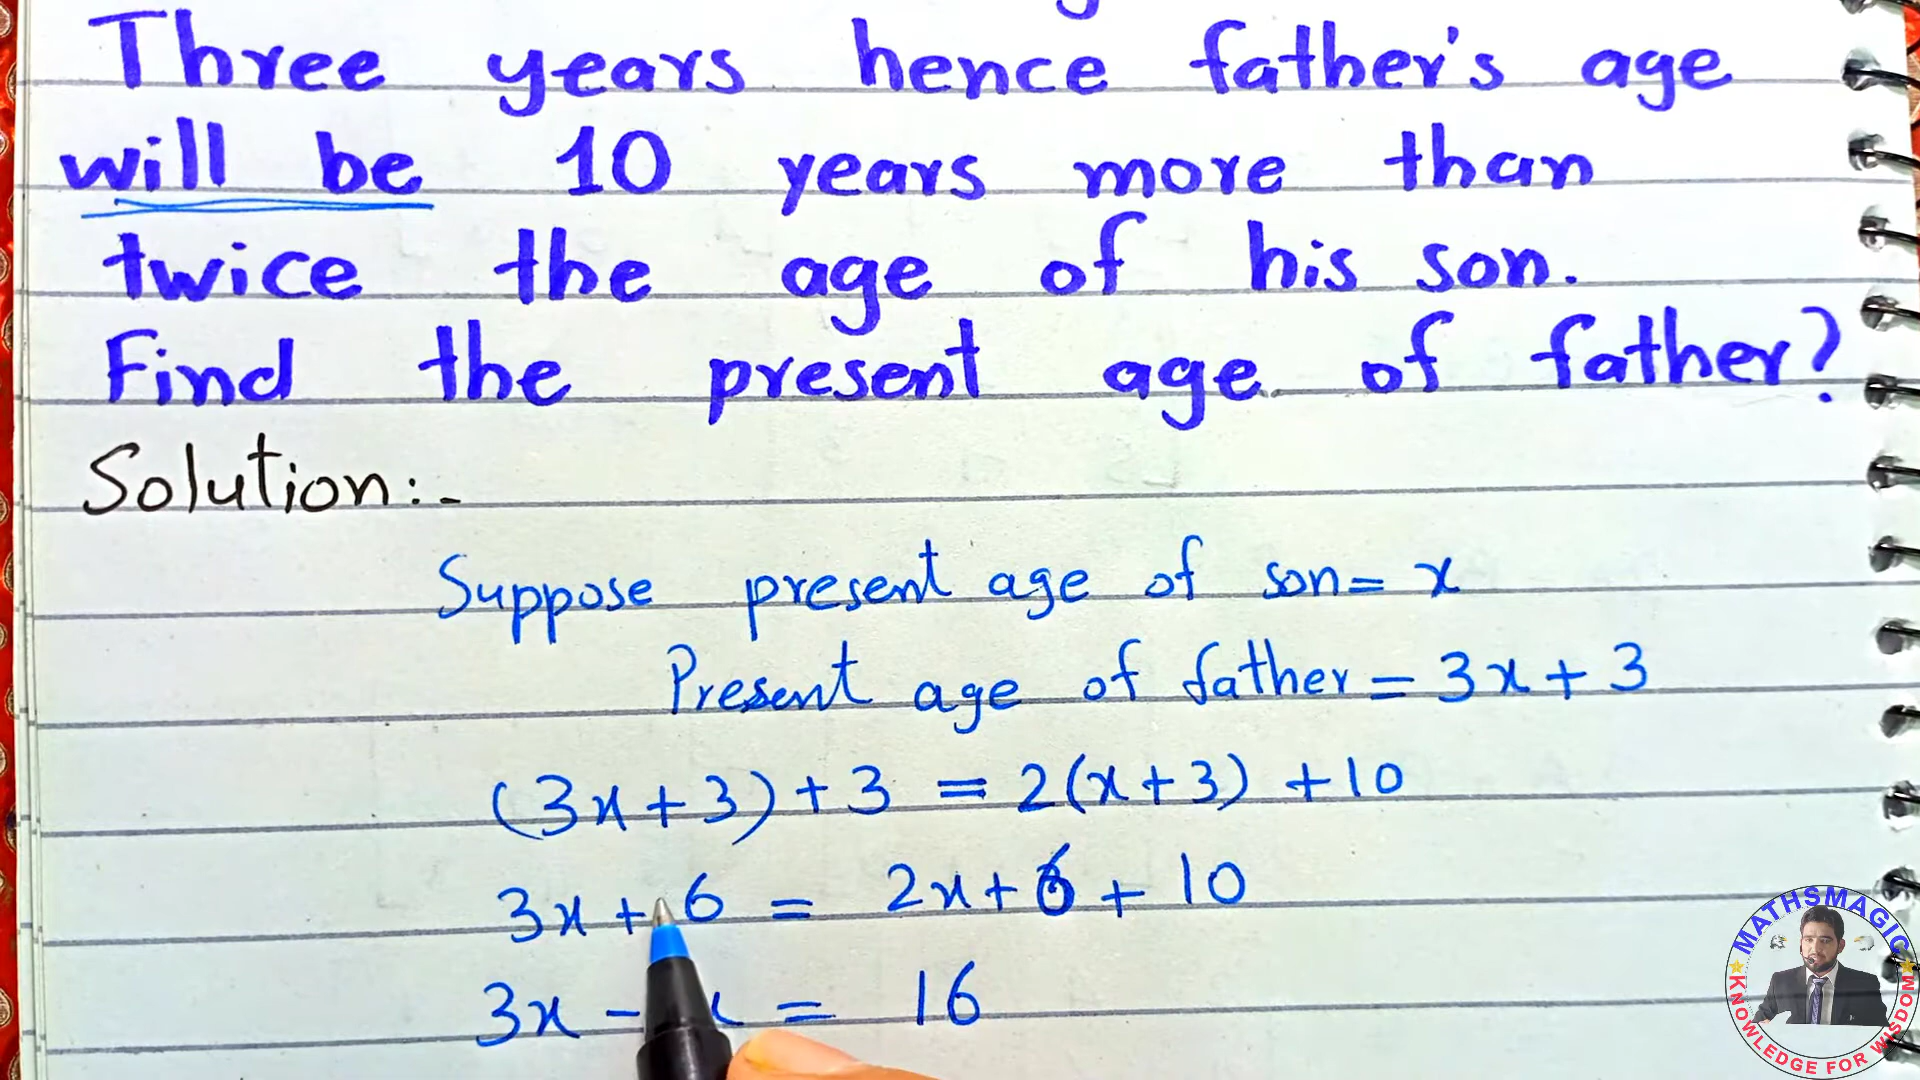 Three years hence father's age
will be 10 years more than
twice the age of his son.
Find the present age of father?
Solution:-
Suppose present age of son = x
Present age of father = 3x + 3
(3x + 3) + 3 = 2(x + 3) + 10
3x + 6 = 2x + 6 + 10
3x - = 16
MATHSMAGIC
KNOWLEDGE FOR WISDOM